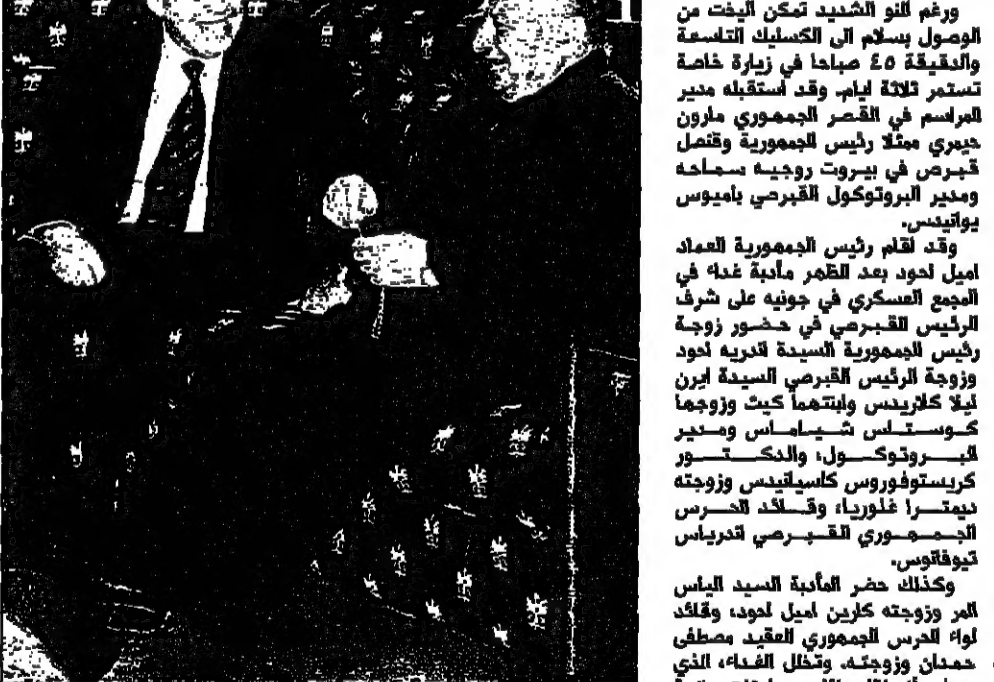 ورغم النو الشديد تمكن اليخت من
الوصول بسلام الى الكسليك التاسعة
والدقيقة ٤٥ صباحا في زيارة خاصة
تستمر ثلاثة ايام. وقد استقبله مدير
المراسم في القصر الجمهوري مارون
حيمري ممثلا رئيس الجمهورية وقنصل
قبرص في بيروت روجيه سماحه
ومدير البروتوكول القبرصي باميوس
يوانيدس.
وقد اقام رئيس الجمهورية العماد
اميل لحود بعد الظهر مأدبة غداء في
المجمع العسكري في جونيه على شرف
الرئيس القبرصي في حضور زوجة
رئيس الجمهورية السيدة اندريه لحود
وزوجة الرئيس القبرصي السيدة ايرن
ليلا كلاريدس وابنتهما كيت وزوجها
كوستاس شياماس ومدير
البروتوكول، والدكتور
كريستوفوروس كاسيانيدس وزوجته
ديمترا غلوريا، وقائد الحرس
الجمهوري القبرصي اندرياس
تيوفانوس.
وكذلك حضر المأدبة السيد الياس
المر وزوجته كارين اميل لحود، وقائد
لواء الحرس الجمهوري العقيد مصطفى
حمدان وزوجته. وتخلل الغداء، الذي